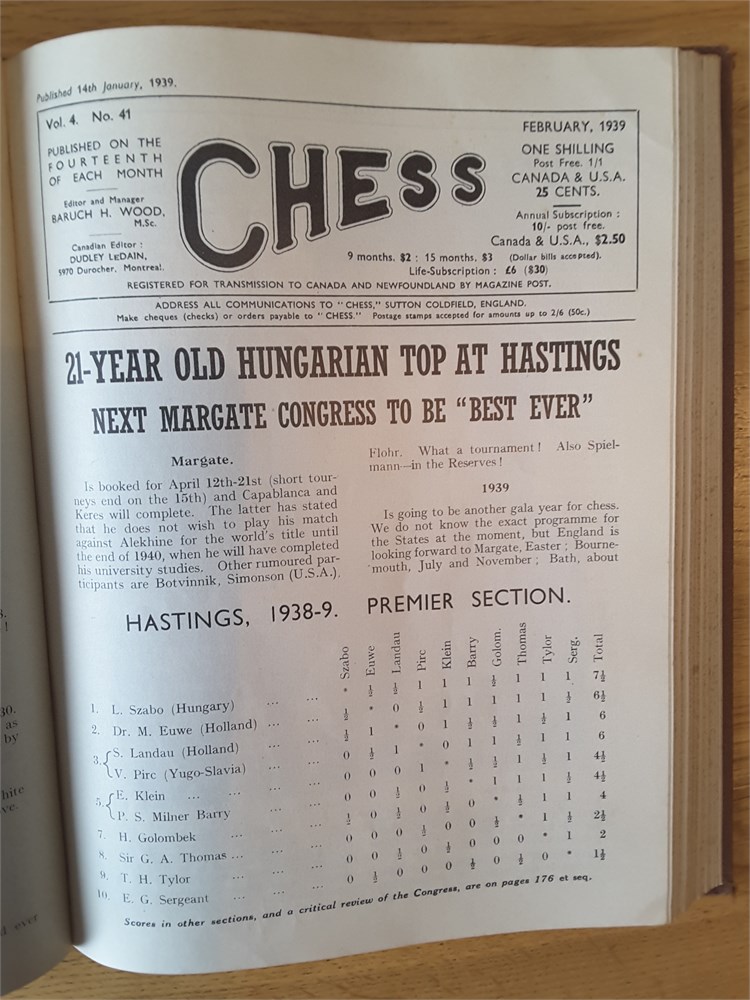 Published 14th January, 1939.
Vol. 4. No. 41
PUBLISHED ON THE
FOURTEENTH
OF EACH MONTH
Editor and Manager
BARUCH H. WOOD,
M.Sc.
Canadian Editor :
DUDLEY LeDAIN,
5970 Durocher, Montreal.
CHESS
FEBRUARY, 1939
ONE SHILLING
Post Free. 1/1
CANADA & U.S.A.
25 CENTS.
Annual Subscription :
10/- post free.
Canada & U.S.A., $2.50
9 months. $2 : 15 months. $3 (Dollar bills accepted).
Life-Subscription : £6 ($30)
REGISTERED FOR TRANSMISSION TO CANADA AND NEWFOUNDLAND BY MAGAZINE POST.
ADDRESS ALL COMMUNICATIONS TO "CHESS," SUTTON COLDFIELD, ENGLAND.
Make cheques (checks) or orders payable to "CHESS." Postage stamps accepted for amounts up to 2/6 (50c.)
21-YEAR OLD HUNGARIAN TOP AT HASTINGS
NEXT MARGATE CONGRESS TO BE "BEST EVER"
Margate.
Is booked for April 12th-21st (short tour-
neys end on the 15th) and Capablanca and
Keres will complete. The latter has stated
that he does not wish to play his match
against Alekhine for the world's title until
the end of 1940, when he will have completed
his university studies. Other rumoured par-
ticipants are Botvinnik, Simonson (U.S.A.),
Flohr. What a tournament ! Also Spiel-
mann—in the Reserves !
1939
Is going to be another gala year for chess.
We do not know the exact programme for
the States at the moment, but England is
looking forward to Margate, Easter ; Bourne-
mouth, July and November ; Bath, about
HASTINGS, 1938-9. PREMIER SECTION.
Szabo Euwe Landau Pirc Klein Barry Golom. Thomas Tylor Serg. Total
1. L. Szabo (Hungary) ... ... * ½ ½ 1 1 1 ½ 1 1 1 7½
2. Dr. M. Euwe (Holland) ... ½ * 0 ½ 1 1 1 1 1 ½ 6½
3. S. Landau (Holland) ... ... ½ 1 * 0 1 ½ ½ 1 ½ 1 6
V. Pirc (Yugo-Slavia) ... ... 0 ½ 1 * 0 1 1 ½ 1 1 6
5. E. Klein ... ... ... ... 0 0 0 1 * ½ ½ 1 ½ 1 4½
P. S. Milner Barry ... ... 0 0 ½ 0 ½ * 1 1 1 ½ 4½
7. H. Golombek ... ... ... ½ 0 ½ 0 ½ 0 * ½ 1 1 4
8. Sir G. A. Thomas ... ... ... 0 0 0 ½ 0 0 ½ * 1 ½ 2½
9. T. H. Tylor ... ... ... 0 0 ½ 0 ½ 0 0 0 * 1 2
10. E. G. Sergeant ... ... ... 0 ½ 0 0 0 ½ 0 ½ 0 * 1½
Scores in other sections, and a critical review of the Congress, are on pages 176 et seq.